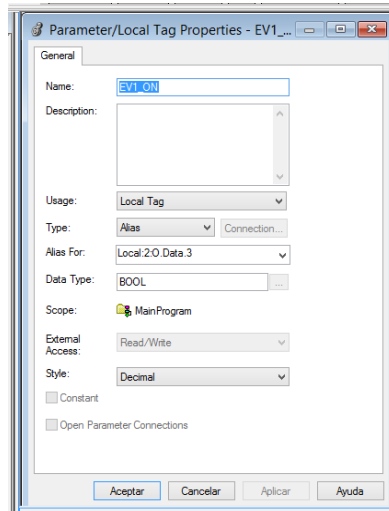 Parameter/Local Tag Properties - EV1_...
General
Name: EV1_ON
Description:
Usage: Local Tag
Type: Alias Connection...
Alias For: Local:2:O.Data.3
Data Type: BOOL ...
Scope: MainProgram
External Access: Read/Write
Style: Decimal
Constant
Open Parameter Connections
Aceptar Cancelar Aplicar Ayuda